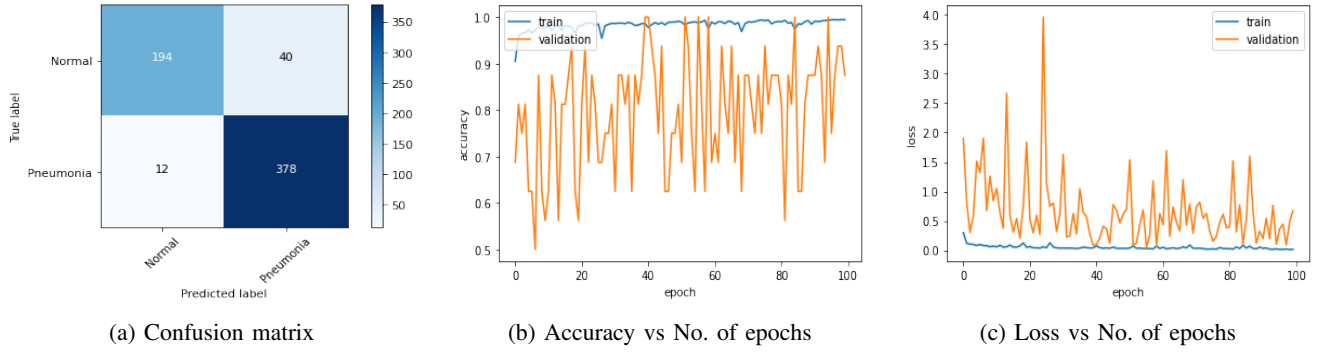 Normal
Pneumonia
True label
194
40
12
378
Normal
Pneumonia
Predicted label
350
300
250
200
150
100
50
(a) Confusion matrix
1.0
0.9
0.8
0.7
0.6
0.5
accuracy
train
validation
0
20
40
60
80
100
epoch
(b) Accuracy vs No. of epochs
4.0
3.5
3.0
2.5
2.0
1.5
1.0
0.5
0.0
loss
train
validation
0
20
40
60
80
100
epoch
(c) Loss vs No. of epochs